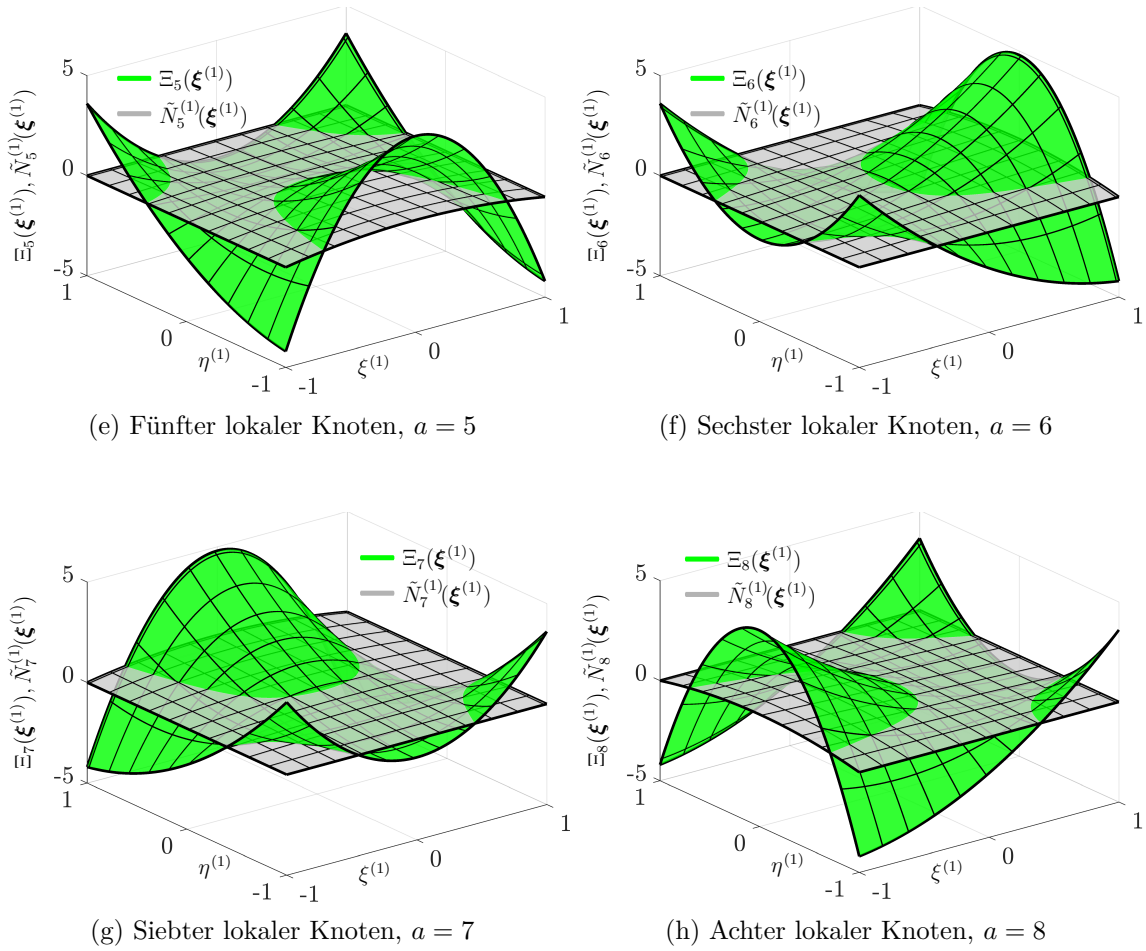 5
0
-5
1
0
-1
-1
0
1
Ξ₅(𝝃⁽¹⁾)
Ñ₅⁽¹⁾(𝝃⁽¹⁾)
Ξ₅(𝝃⁽¹⁾), Ñ₅⁽¹⁾(𝝃⁽¹⁾)
η⁽¹⁾
ξ⁽¹⁾
(e) Fünfter lokaler Knoten, a = 5
5
0
-5
1
0
-1
-1
0
1
Ξ₆(𝝃⁽¹⁾)
Ñ₆⁽¹⁾(𝝃⁽¹⁾)
Ξ₆(𝝃⁽¹⁾), Ñ₆⁽¹⁾(𝝃⁽¹⁾)
η⁽¹⁾
ξ⁽¹⁾
(f) Sechster lokaler Knoten, a = 6
5
0
-5
1
0
-1
-1
0
1
Ξ₇(𝝃⁽¹⁾)
Ñ₇⁽¹⁾(𝝃⁽¹⁾)
Ξ₇(𝝃⁽¹⁾), Ñ₇⁽¹⁾(𝝃⁽¹⁾)
η⁽¹⁾
ξ⁽¹⁾
(g) Siebter lokaler Knoten, a = 7
5
0
-5
1
0
-1
-1
0
1
Ξ₈(𝝃⁽¹⁾)
Ñ₈⁽¹⁾(𝝃⁽¹⁾)
Ξ₈(𝝃⁽¹⁾), Ñ₈⁽¹⁾(𝝃⁽¹⁾)
η⁽¹⁾
ξ⁽¹⁾
(h) Achter lokaler Knoten, a = 8